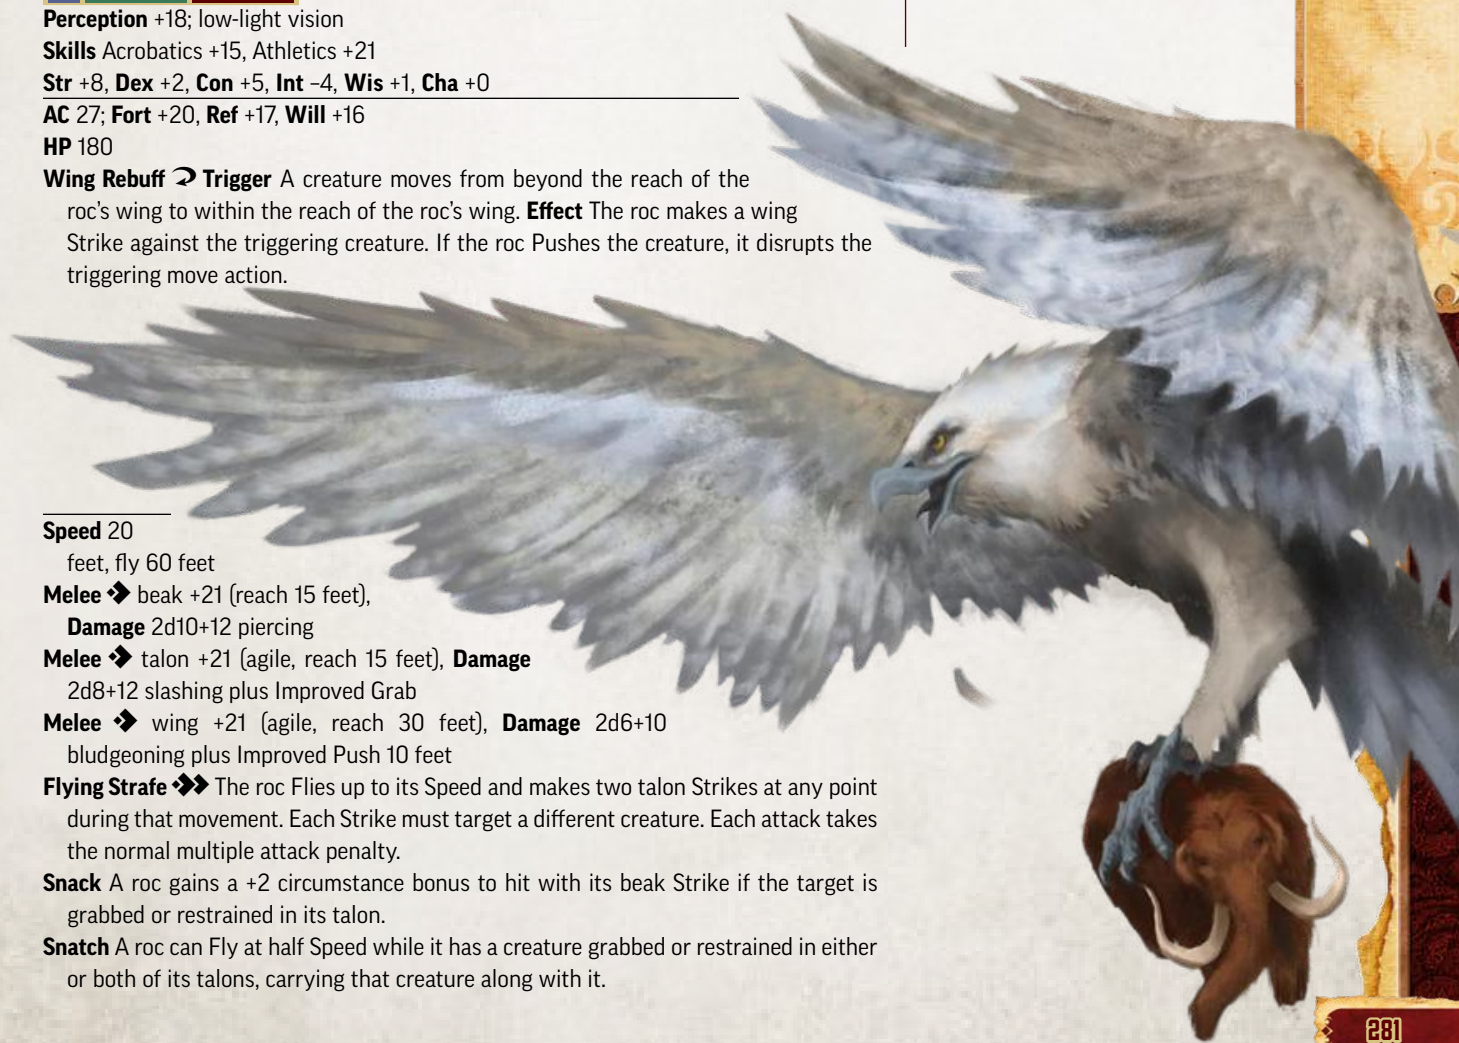 Perception +18; low-light vision
Skills Acrobatics +15, Athletics +21
Str +8, Dex +2, Con +5, Int –4, Wis +1, Cha +0
AC 27; Fort +20, Ref +17, Will +16
HP 180
Wing Rebuff Trigger A creature moves from beyond the reach of the
roc's wing to within the reach of the roc's wing. Effect The roc makes a wing
Strike against the triggering creature. If the roc Pushes the creature, it disrupts the
triggering move action.
Speed 20
feet, fly 60 feet
Melee beak +21 (reach 15 feet),
Damage 2d10+12 piercing
Melee talon +21 (agile, reach 15 feet), Damage
2d8+12 slashing plus Improved Grab
Melee wing +21 (agile, reach 30 feet), Damage 2d6+10
bludgeoning plus Improved Push 10 feet
Flying Strafe The roc Flies up to its Speed and makes two talon Strikes at any point
during that movement. Each Strike must target a different creature. Each attack takes
the normal multiple attack penalty.
Snack A roc gains a +2 circumstance bonus to hit with its beak Strike if the target is
grabbed or restrained in its talon.
Snatch A roc can Fly at half Speed while it has a creature grabbed or restrained in either
or both of its talons, carrying that creature along with it.
281